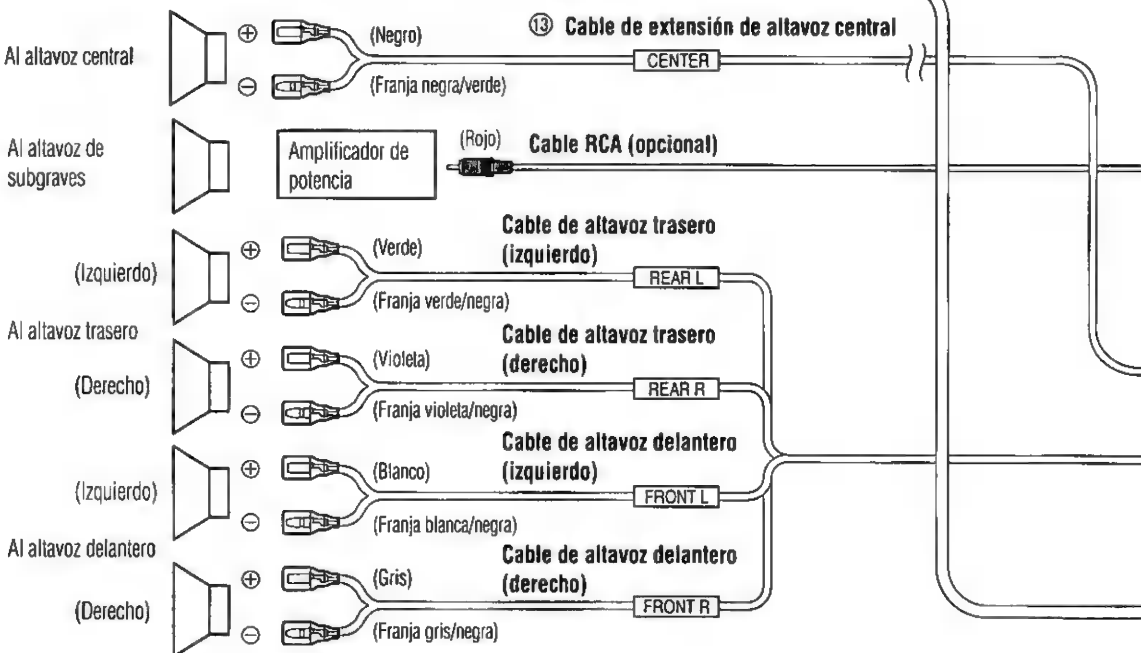 ⑬ Cable de extensión de altavoz central
Al altavoz central
⊕
(Negro)
CENTER
⊖
(Franja negra/verde)
Al altavoz de
subgraves
Amplificador de
potencia
(Rojo)
Cable RCA (opcional)
Cable de altavoz trasero
(izquierdo)
(Izquierdo)
⊕
(Verde)
REAR L
⊖
(Franja verde/negra)
Al altavoz trasero
Cable de altavoz trasero
(derecho)
(Derecho)
⊕
(Violeta)
REAR R
⊖
(Franja violeta/negra)
Cable de altavoz delantero
(izquierdo)
(Izquierdo)
⊕
(Blanco)
FRONT L
⊖
(Franja blanca/negra)
Al altavoz delantero
Cable de altavoz delantero
(derecho)
(Derecho)
⊕
(Gris)
FRONT R
⊖
(Franja gris/negra)